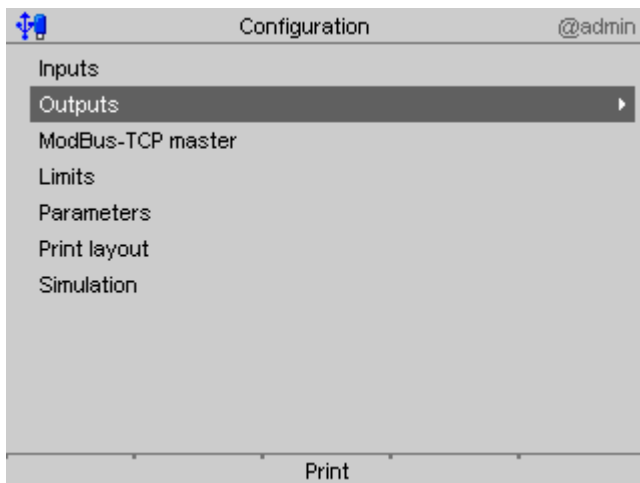 Configuration @admin
Inputs
Outputs
ModBus-TCP master
Limits
Parameters
Print layout
Simulation
Print